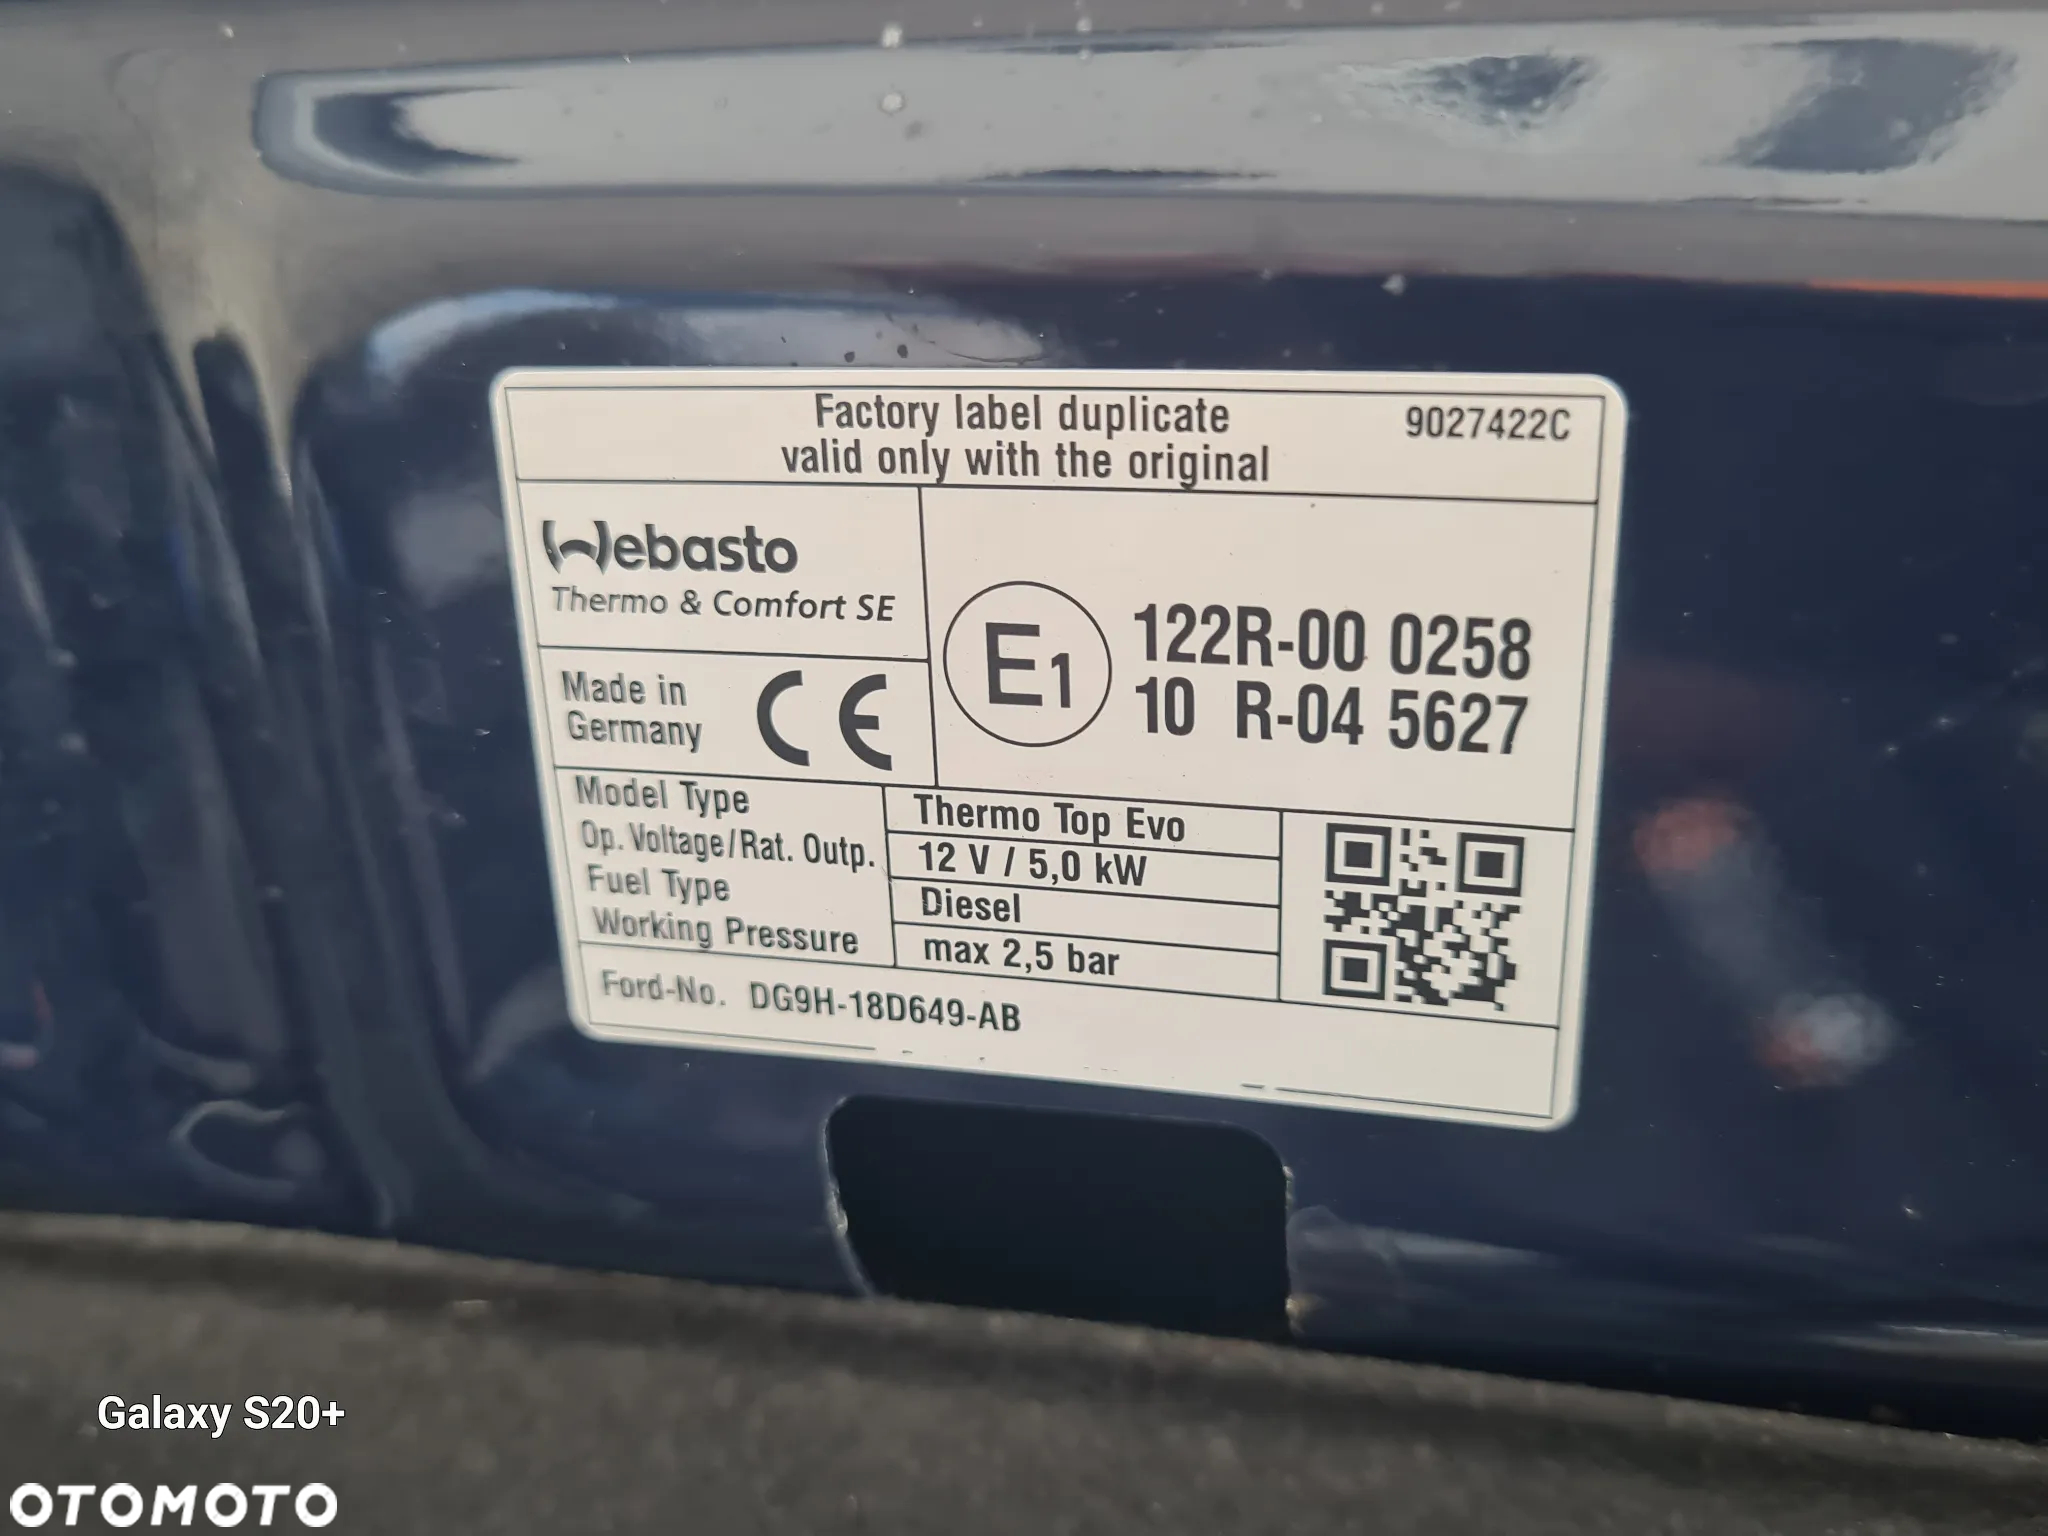 Factory label duplicate
valid only with the original
9027422C
Webasto
Thermo & Comfort SE
Made in
Germany
CE
E1
122R-00 0258
10 R-04 5627
Model Type Thermo Top Evo
Op. Voltage/Rat. Outp. 12 V / 5,0 kW
Fuel Type Diesel
Working Pressure max 2,5 bar
Ford-No. DG9H-18D649-AB
Galaxy S20+
OTOMOTO